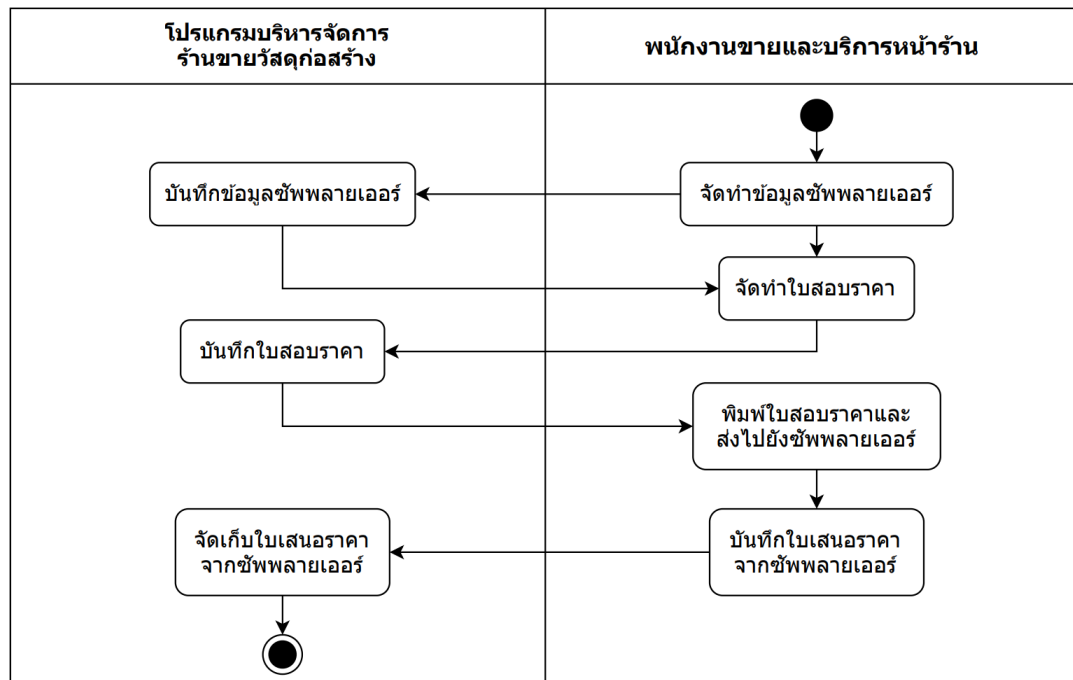 โปรแกรมบริหารจัดการ
ร้านขายวัสดุก่อสร้าง
พนักงานขายและบริการหน้าร้าน
บันทึกข้อมูลซัพพลายเออร์
จัดทำข้อมูลซัพพลายเออร์
จัดทำใบสอบราคา
บันทึกใบสอบราคา
พิมพ์ใบสอบราคาและ
ส่งไปยังซัพพลายเออร์
จัดเก็บใบเสนอราคา
จากซัพพลายเออร์
บันทึกใบเสนอราคา
จากซัพพลายเออร์